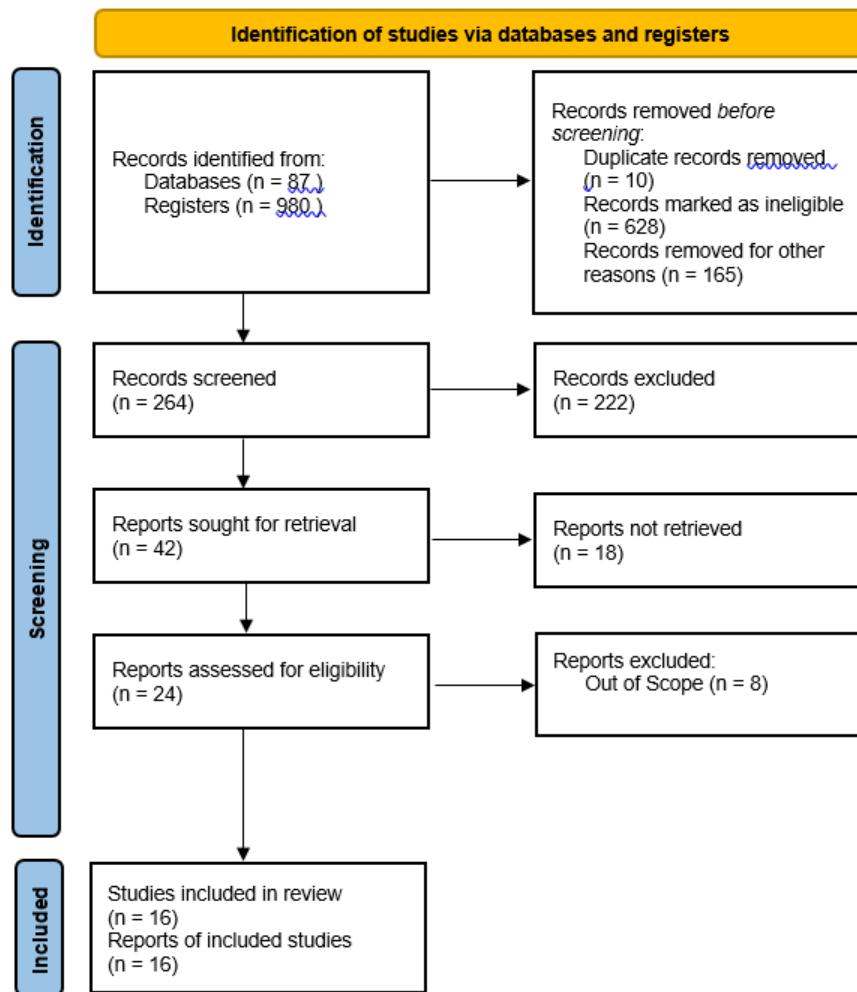 Identification of studies via databases and registers
Identification
Records identified from:
Databases (n = 87 )
Registers (n = 980 )
Records removed before
screening:
Duplicate records removed
(n = 10)
Records marked as ineligible
(n = 628)
Records removed for other
reasons (n = 165)
Screening
Records screened
(n = 264)
Records excluded
(n = 222)
Reports sought for retrieval
(n = 42)
Reports not retrieved
(n = 18)
Reports assessed for eligibility
(n = 24)
Reports excluded:
Out of Scope (n = 8)
Included
Studies included in review
(n = 16)
Reports of included studies
(n = 16)